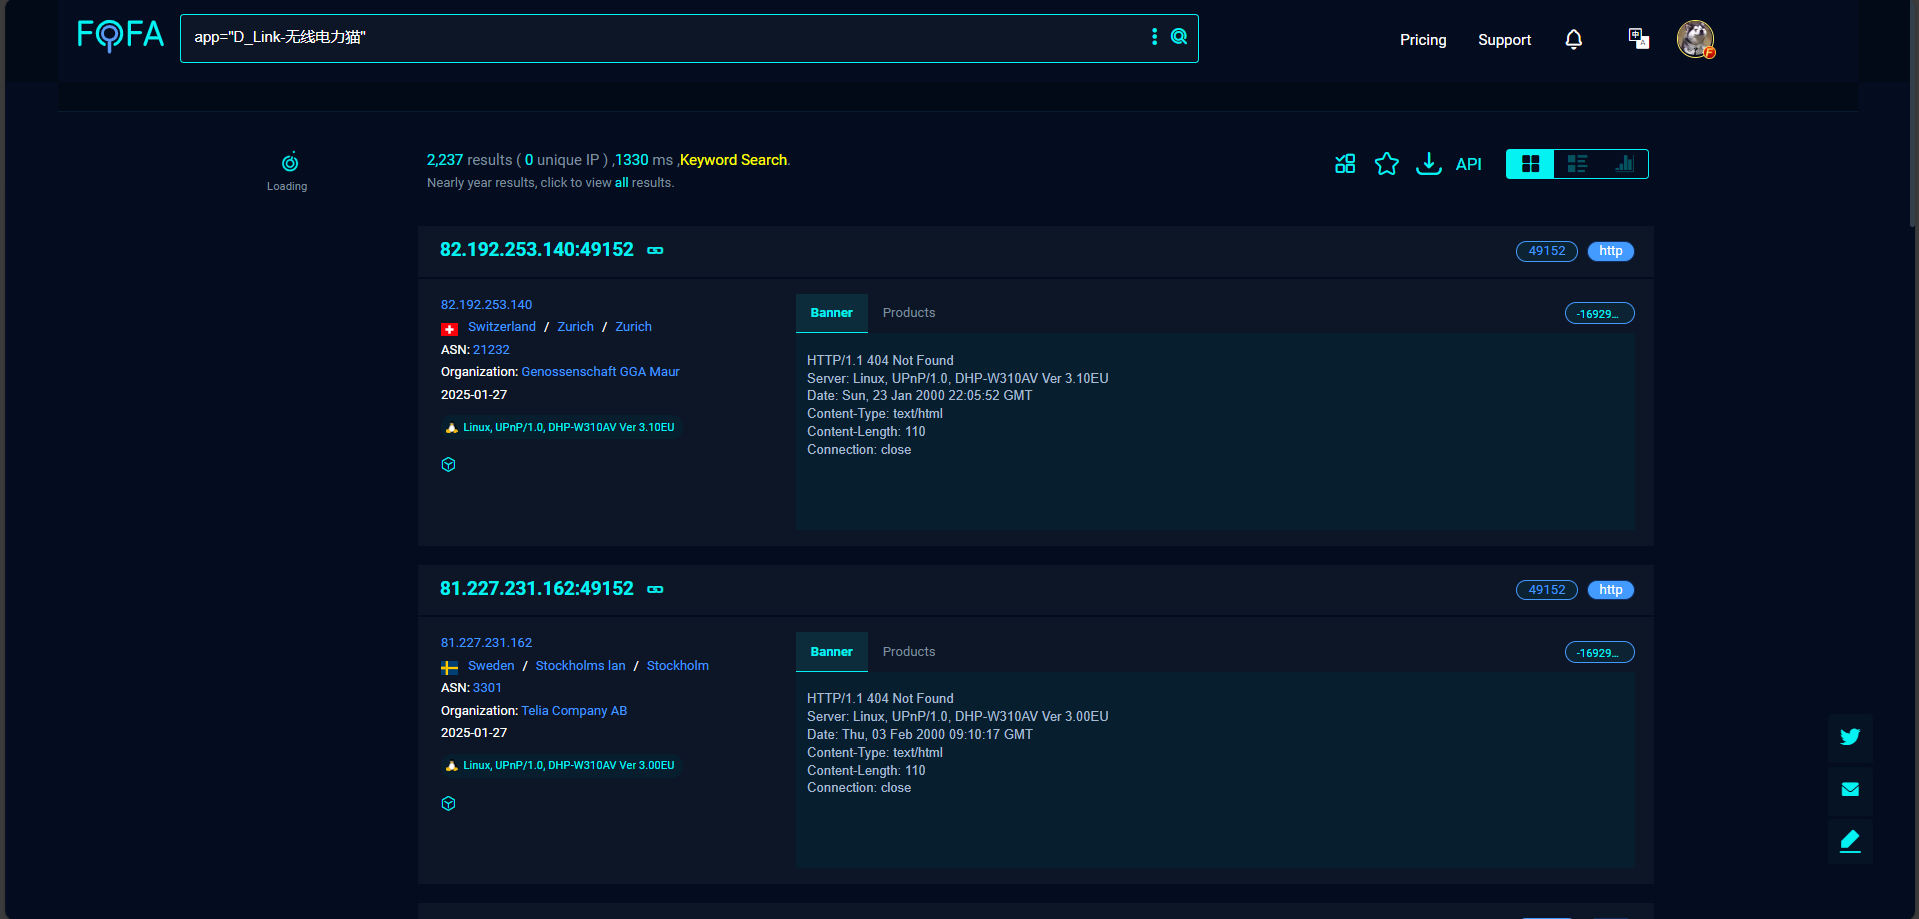 FOFA
app="D_Link-无线电力猫"
Pricing
Support
Loading
2,237 results ( 0 unique IP ) ,1330 ms ,Keyword Search.
Nearly year results, click to view all results.
API
82.192.253.140:49152
49152
http
82.192.253.140
Switzerland / Zurich / Zurich
ASN: 21232
Organization: Genossenschaft GGA Maur
2025-01-27
Linux, UPnP/1.0, DHP-W310AV Ver 3.10EU
Banner
Products
-16929...
HTTP/1.1 404 Not Found
Server: Linux, UPnP/1.0, DHP-W310AV Ver 3.10EU
Date: Sun, 23 Jan 2000 22:05:52 GMT
Content-Type: text/html
Content-Length: 110
Connection: close
81.227.231.162:49152
49152
http
81.227.231.162
Sweden / Stockholms lan / Stockholm
ASN: 3301
Organization: Telia Company AB
2025-01-27
Linux, UPnP/1.0, DHP-W310AV Ver 3.00EU
Banner
Products
-16929...
HTTP/1.1 404 Not Found
Server: Linux, UPnP/1.0, DHP-W310AV Ver 3.00EU
Date: Thu, 03 Feb 2000 09:10:17 GMT
Content-Type: text/html
Content-Length: 110
Connection: close